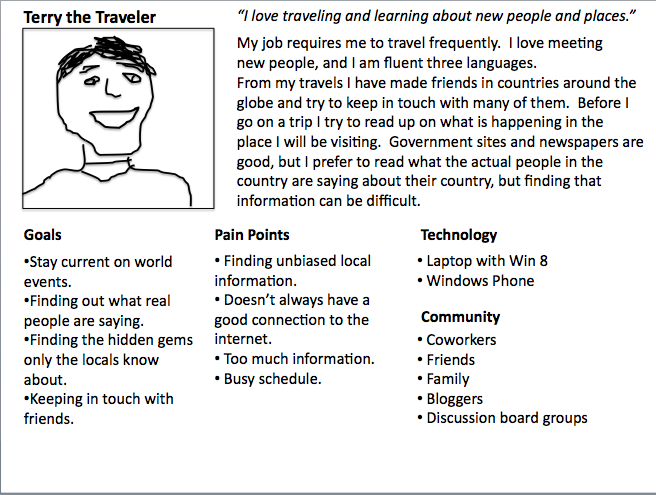 Terry the Traveler
“I love traveling and learning about new people and places.”
My job requires me to travel frequently.  I love meeting
new people, and I am fluent three languages.
From my travels I have made friends in countries around the
globe and try to keep in touch with many of them.  Before I
go on a trip I try to read up on what is happening in the
place I will be visiting.  Government sites and newspapers are
good, but I prefer to read what the actual people in the
country are saying about their country, but finding that
information can be difficult.
Goals
•Stay current on world
events.
•Finding out what real
people are saying.
•Finding the hidden gems
only the locals know
about.
•Keeping in touch with
friends.
Pain Points
• Finding unbiased local
information.
• Doesn’t always have a
good connection to the
internet.
• Too much information.
• Busy schedule.
Technology
• Laptop with Win 8
• Windows Phone
Community
• Coworkers
• Friends
• Family
• Bloggers
• Discussion board groups